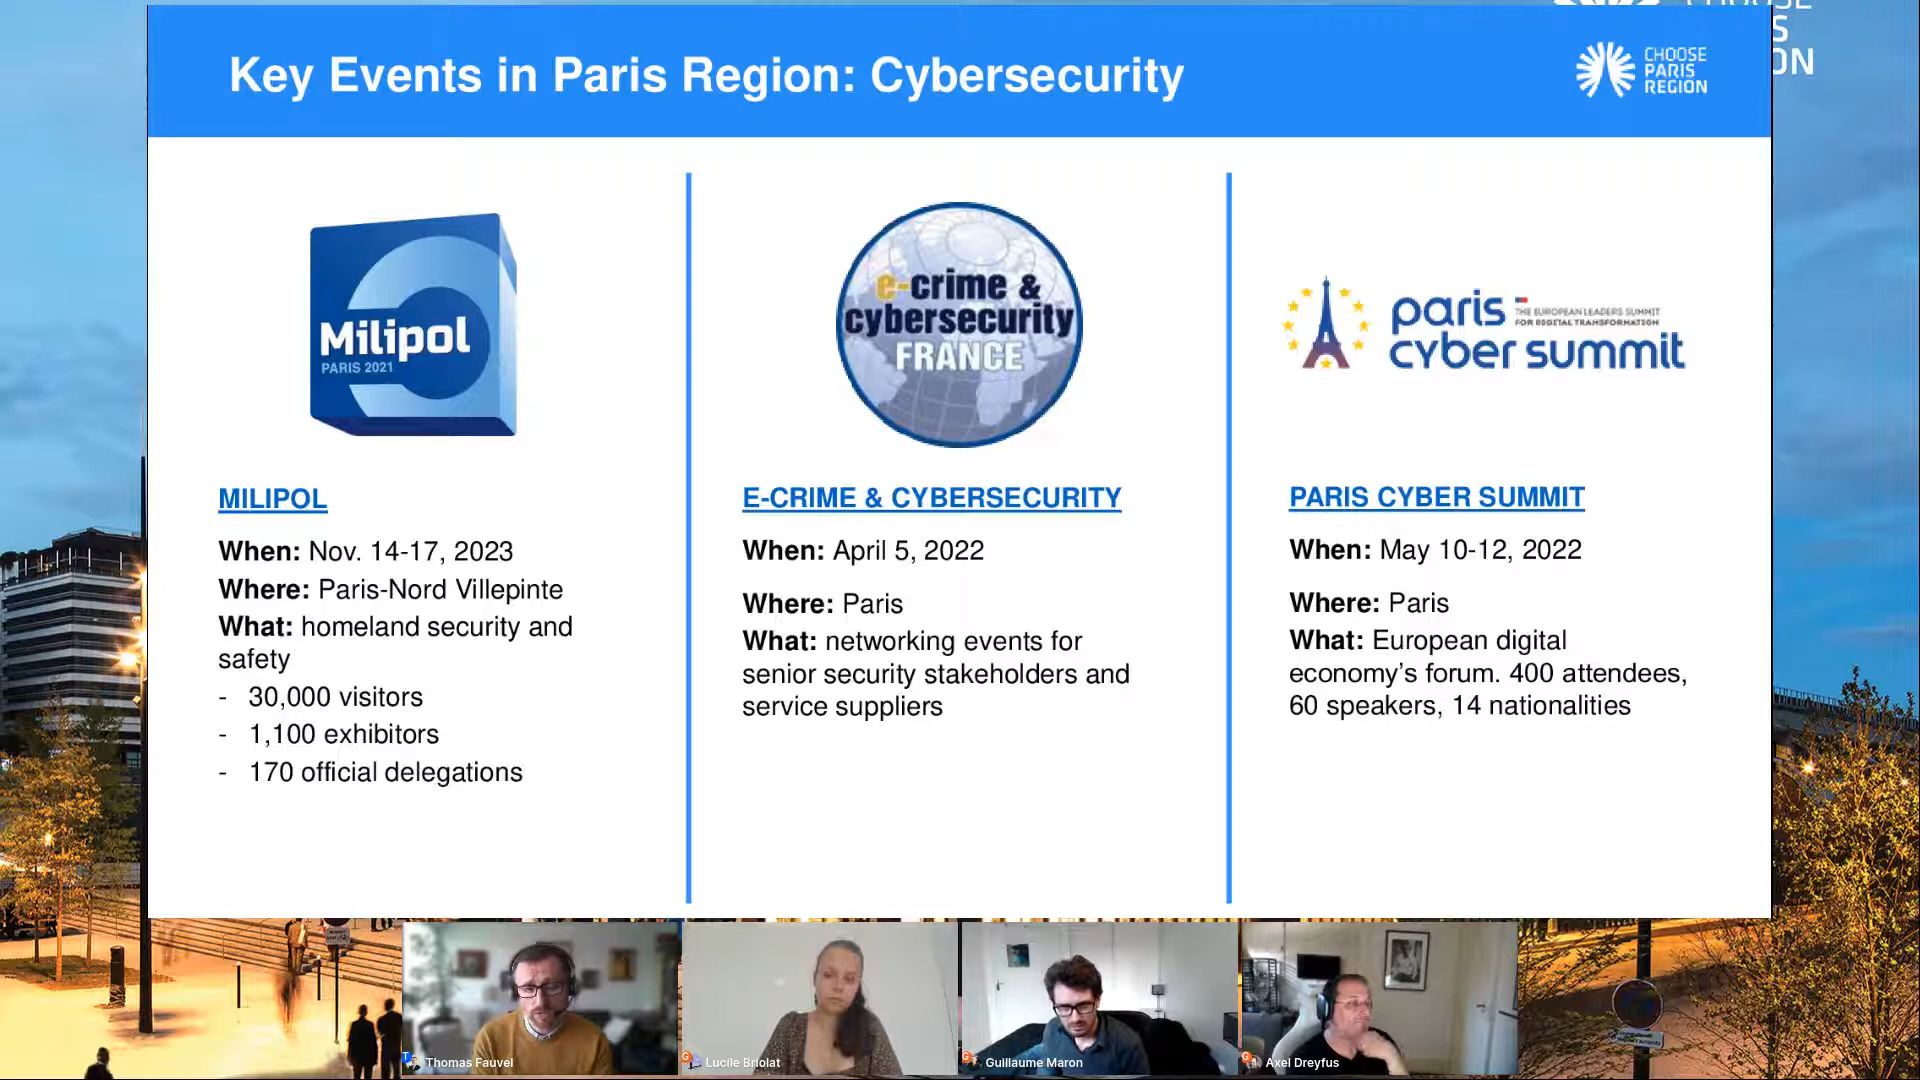 CHOOSE
S
ON
Key Events in Paris Region: Cybersecurity
CHOOSE
PARIS
REGION
Milipol
PARIS 2021
e-crime &
cybersecurity
FRANCE
paris
THE EUROPEAN LEADERS SUMMIT
FOR DIGITAL TRANSFORMATION
cyber summit
MILIPOL
When: Nov. 14-17, 2023
Where: Paris-Nord Villepinte
What: homeland security and
safety
- 30,000 visitors
- 1,100 exhibitors
- 170 official delegations
E-CRIME & CYBERSECURITY
When: April 5, 2022
Where: Paris
What: networking events for
senior security stakeholders and
service suppliers
PARIS CYBER SUMMIT
When: May 10-12, 2022
Where: Paris
What: European digital
economy’s forum. 400 attendees,
60 speakers, 14 nationalities
T
Thomas Fauvel
G
Lucile Briolat
G
Guillaume Maron
G
Axel Dreyfus